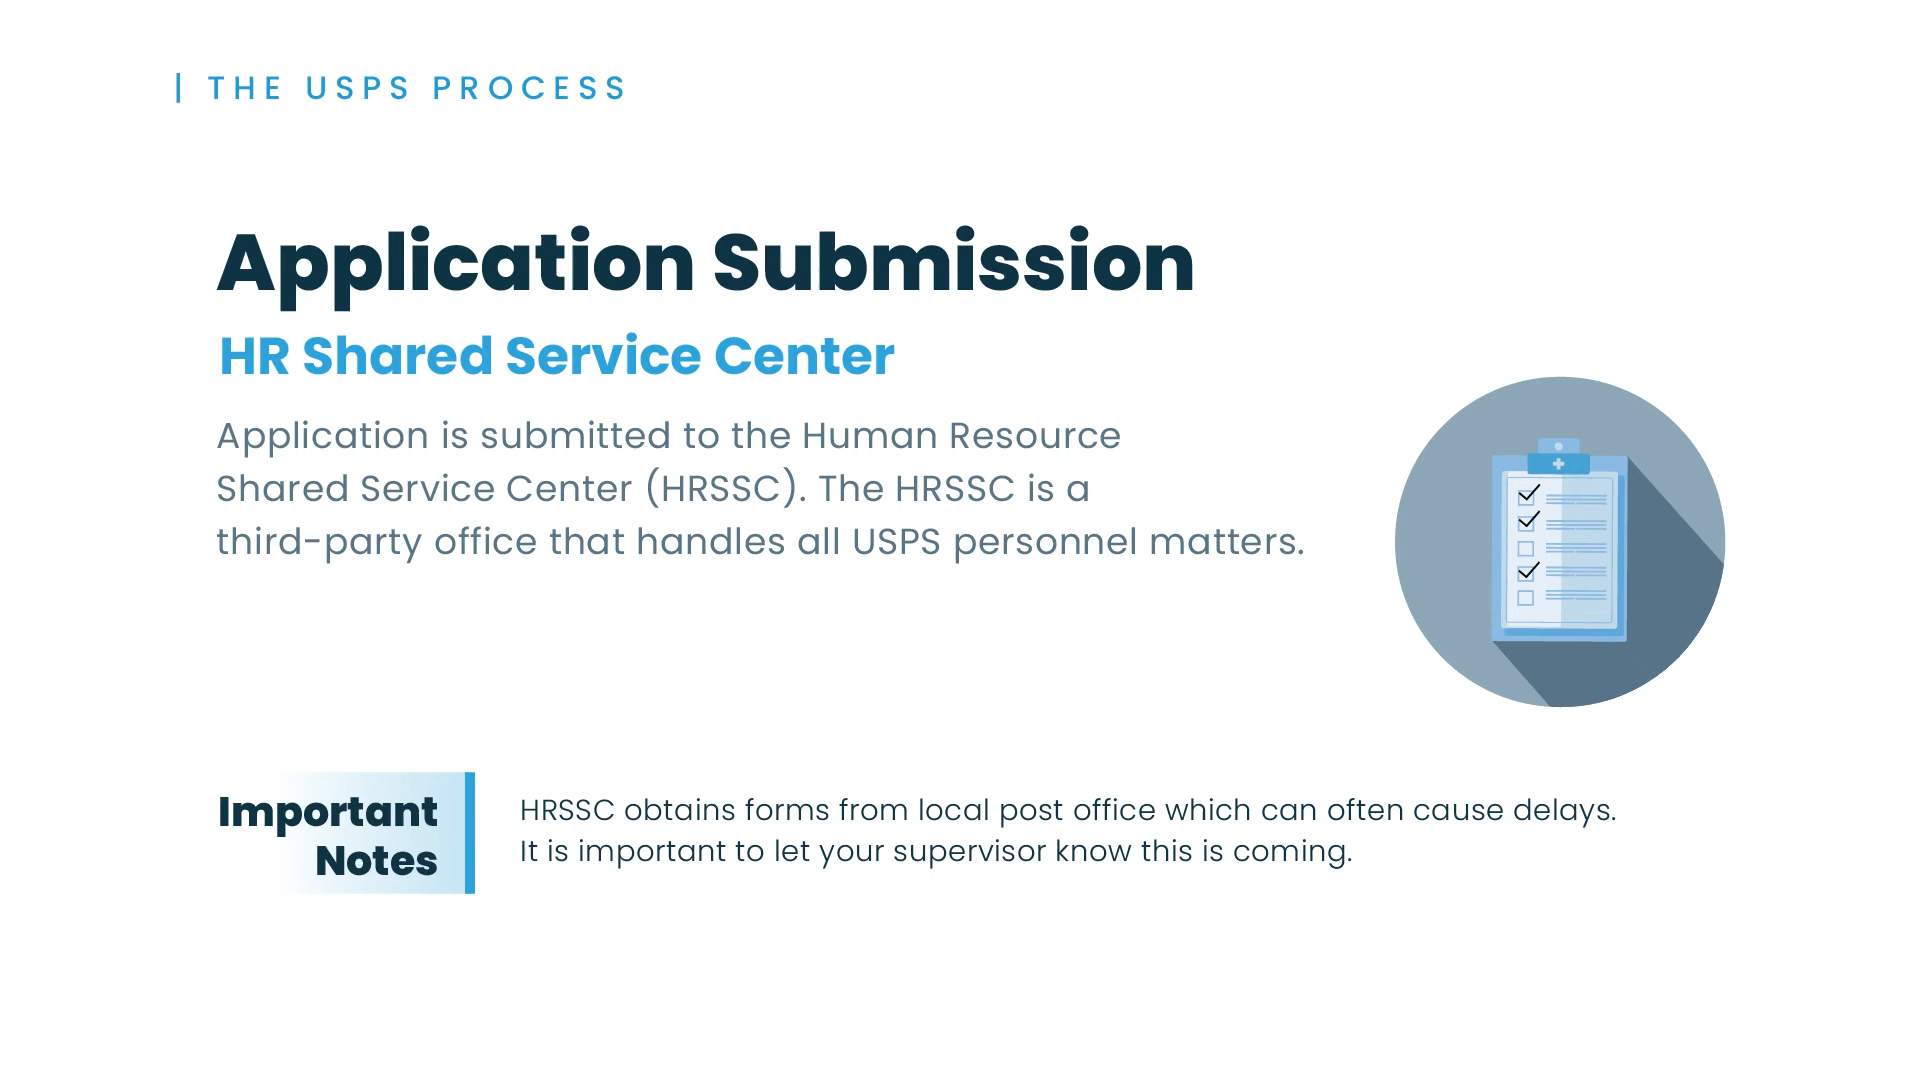 | THE USPS PROCESS
Application Submission
HR Shared Service Center
Application is submitted to the Human Resource
Shared Service Center (HRSSC). The HRSSC is a
third-party office that handles all USPS personnel matters.
Important
Notes
HRSSC obtains forms from local post office which can often cause delays.
It is important to let your supervisor know this is coming.